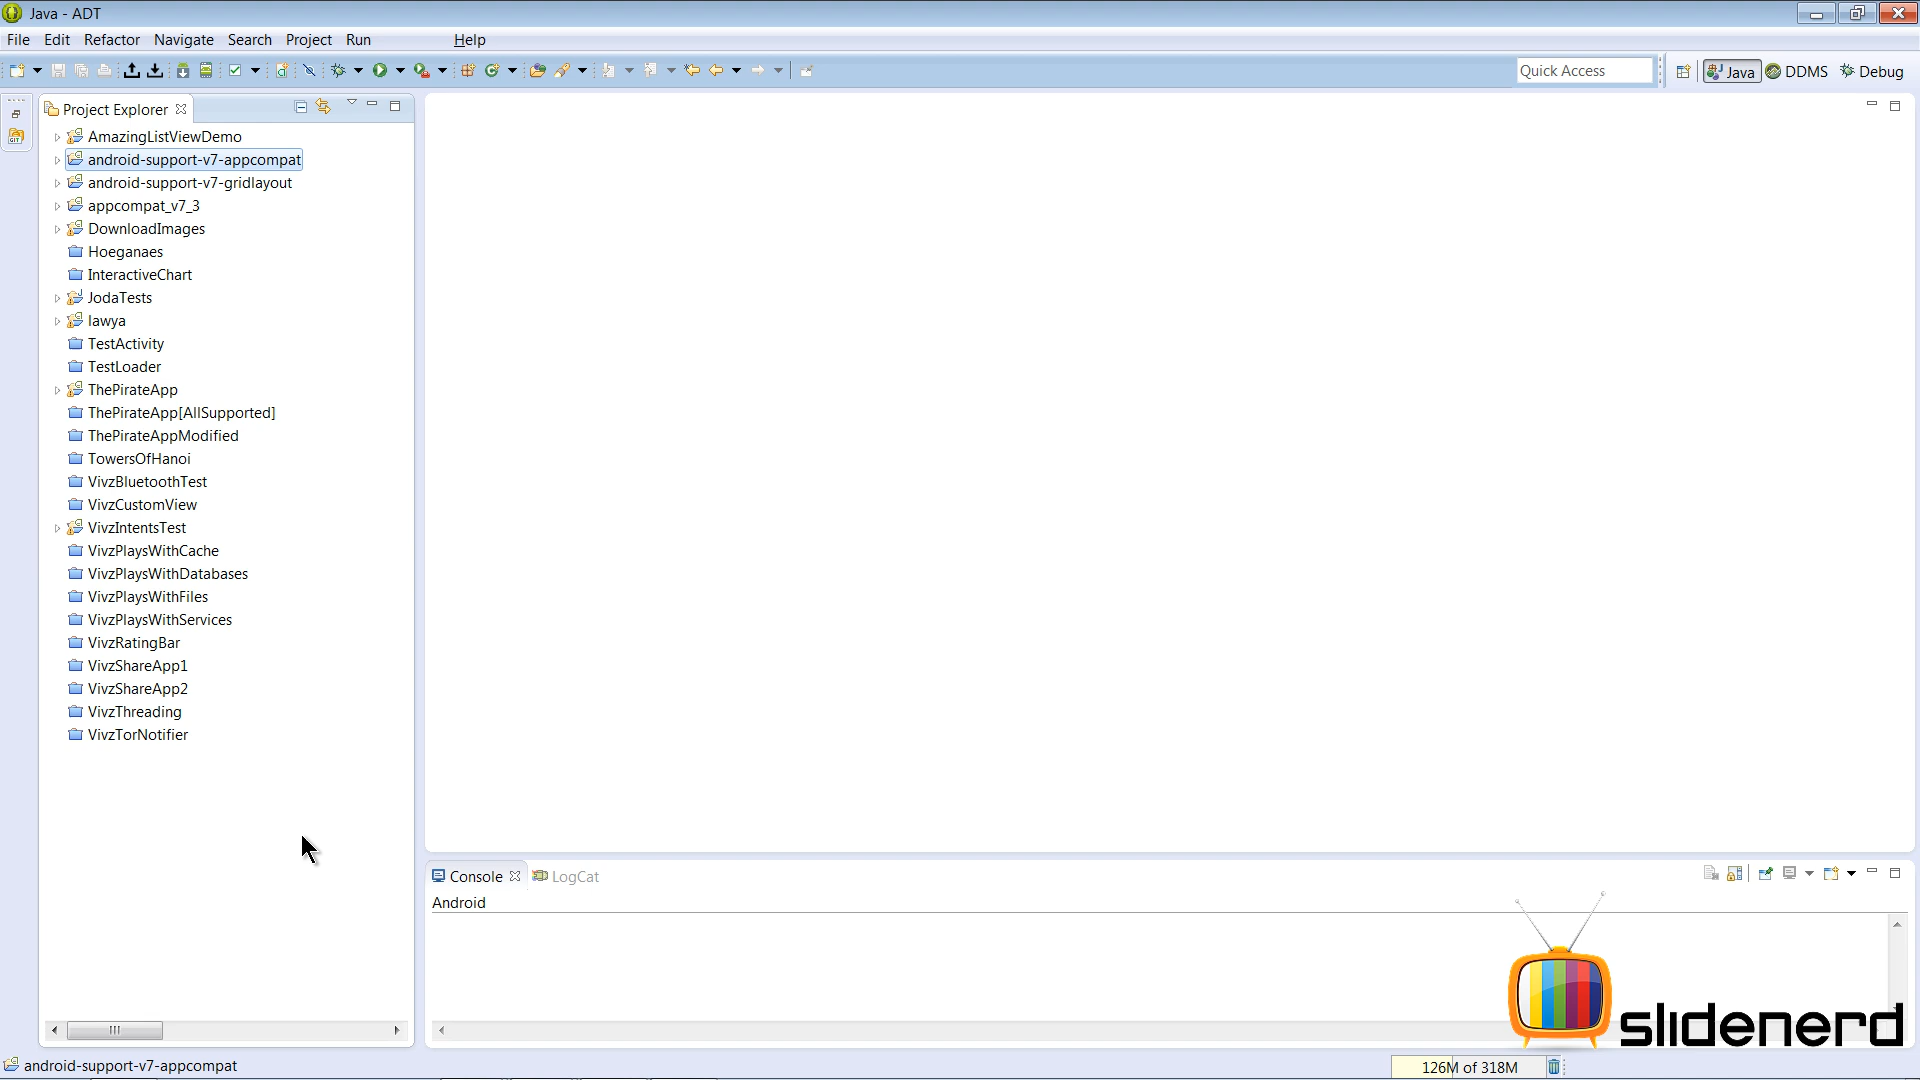 Java - ADT
File Edit Refactor Navigate Search Project Run Help
Quick Access
Java DDMS Debug
GIT
Project Explorer
AmazingListViewDemo
android-support-v7-appcompat
android-support-v7-gridlayout
appcompat_v7_3
DownloadImages
Hoeganaes
InteractiveChart
JodaTests
lawya
TestActivity
TestLoader
ThePirateApp
ThePirateApp[AllSupported]
ThePirateAppModified
TowersOfHanoi
VivzBluetoothTest
VivzCustomView
VivzIntentsTest
VivzPlaysWithCache
VivzPlaysWithDatabases
VivzPlaysWithFiles
VivzPlaysWithServices
VivzRatingBar
VivzShareApp1
VivzShareApp2
VivzThreading
VivzTorNotifier
Console LogCat
Android
slidenerd
android-support-v7-appcompat
126M of 318M